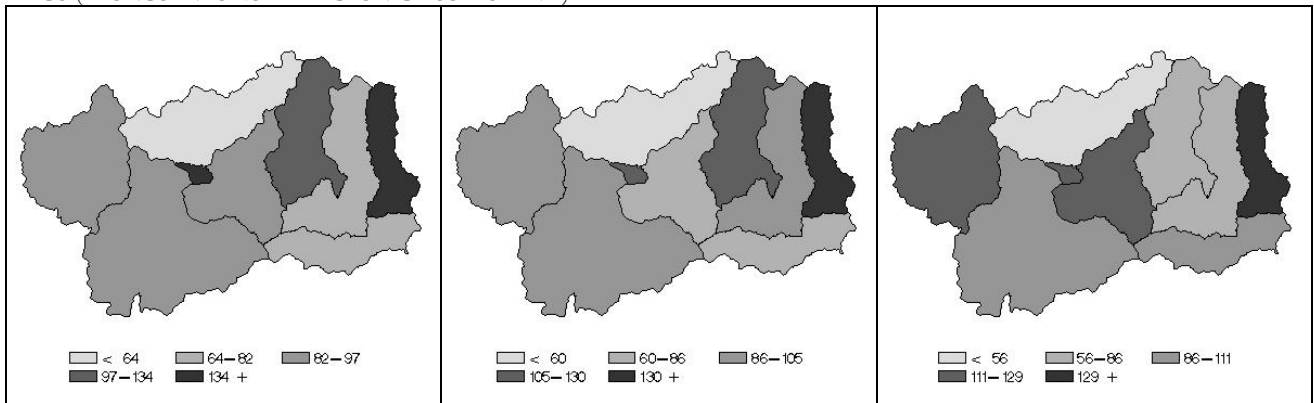 < 64 64–82 82–97
97–134 134 +
< 60 60–86 86–105
105–130 130 +
< 56 56–86 86–111
111–129 129 +